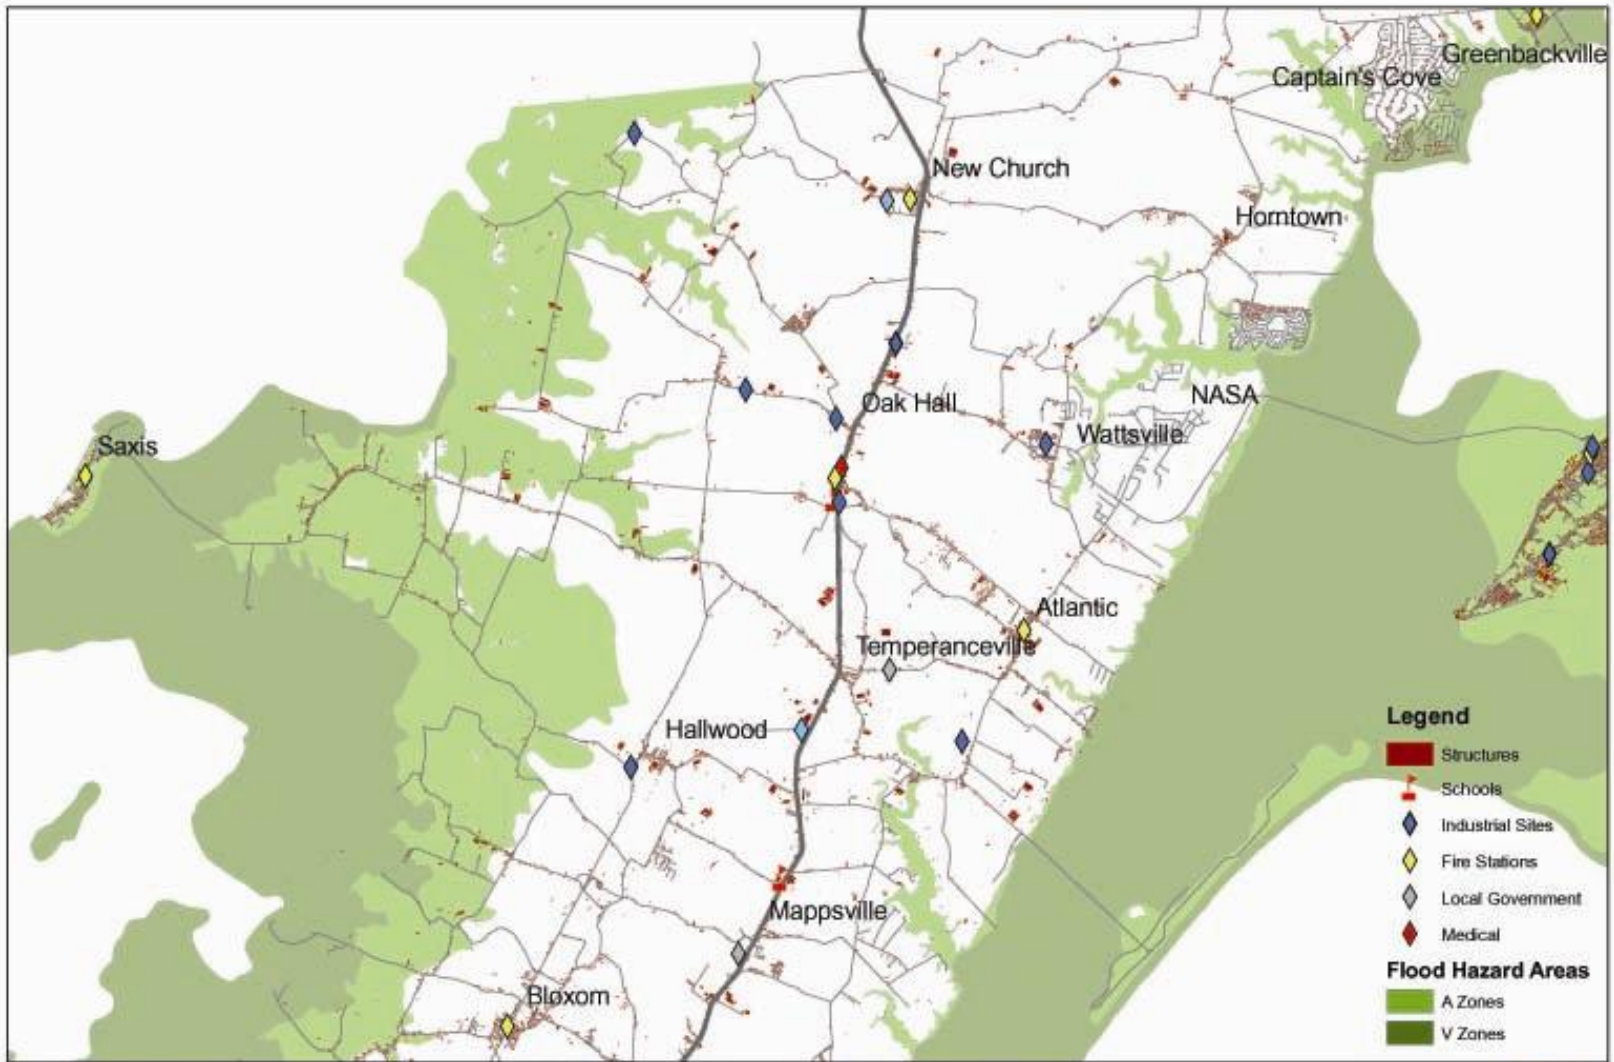 Greenbackville
Captain's Cove
New Church
Horntown
NASA
Oak Hall
Wattsville
Saxis
Atlantic
Temperanceville
Hallwood
Mappsville
Bloxom
Legend
Structures
Schools
Industrial Sites
Fire Stations
Local Government
Medical
Flood Hazard Areas
A Zones
V Zones